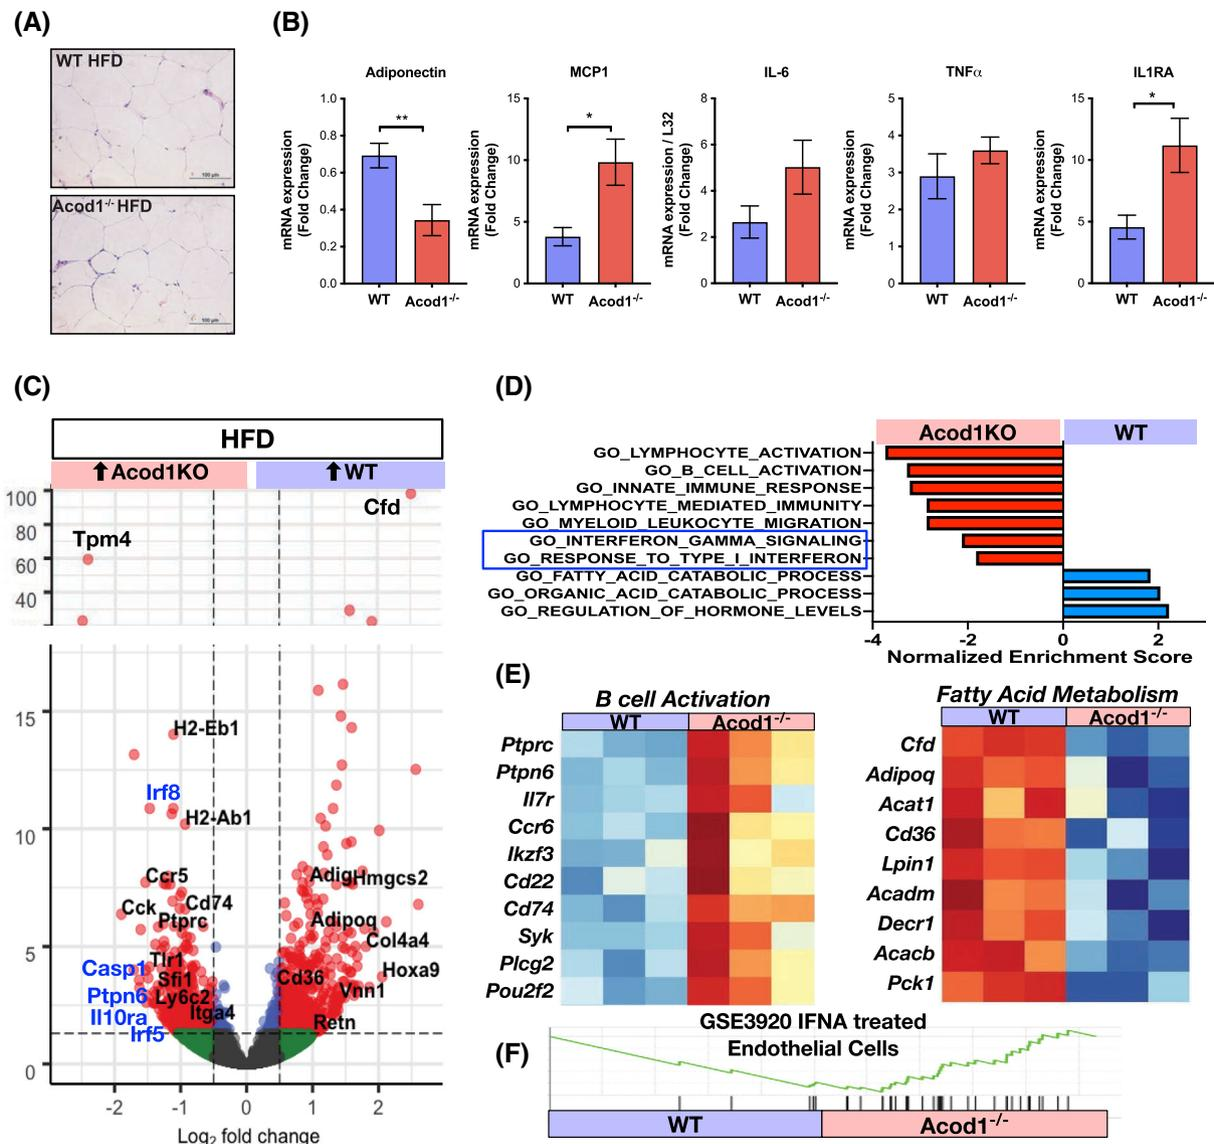 (A)
WT HFD
100 µm
Acod1-/- HFD
100 µm
(B)
Adiponectin
mRNA expression
(Fold Change)
1.0
0.8
0.6
0.4
0.2
0.0
**
WT
Acod1-/-
MCP1
mRNA expression
(Fold Change)
15
10
5
0
*
WT
Acod1-/-
IL-6
mRNA expression / L32
8
6
4
2
0
WT
Acod1-/-
TNFα
mRNA expression
(Fold Change)
5
4
3
2
1
0
WT
Acod1-/-
IL1RA
mRNA expression
(Fold Change)
15
10
5
0
*
WT
Acod1-/-
(C)
HFD
⬆Acod1KO
⬆WT
100
80
60
40
Cfd
Tpm4
15
10
5
0
H2-Eb1
Irf8
H2-Ab1
Ccr5
Adig
Hmgcs2
Cck
Cd74
Ptprc
Adipoq
Col4a4
Tlr1
Casp1
Sfi1
Cd36
Hoxa9
Ptpn6
Ly6c2
Vnn1
Il10ra
Itga4
Irf5
Retn
-2
-1
0
1
2
Log2 fold change
(D)
Acod1KO
WT
GO_LYMPHOCYTE_ACTIVATION
GO_B_CELL_ACTIVATION
GO_INNATE_IMMUNE_RESPONSE
GO_LYMPHOCYTE_MEDIATED_IMMUNITY
GO_MYELOID_LEUKOCYTE_MIGRATION
GO_INTERFERON_GAMMA_SIGNALING
GO_RESPONSE_TO_TYPE_I_INTERFERON
GO_FATTY_ACID_CATABOLIC_PROCESS
GO_ORGANIC_ACID_CATABOLIC_PROCESS
GO_REGULATION_OF_HORMONE_LEVELS
-4
-2
0
2
Normalized Enrichment Score
(E)
B cell Activation
WT
Acod1-/-
Ptprc
Ptpn6
Il7r
Ccr6
Ikzf3
Cd22
Cd74
Syk
Plcg2
Pou2f2
Fatty Acid Metabolism
WT
Acod1-/-
Cfd
Adipoq
Acat1
Cd36
Lpin1
Acadm
Decr1
Acacb
Pck1
(F)
GSE3920 IFNA treated
Endothelial Cells
WT
Acod1-/-